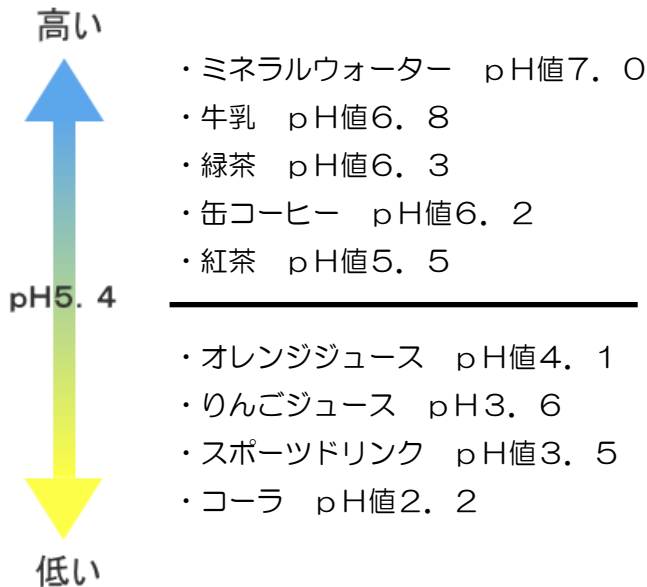 高い
・ミネラルウォーター　ｐＨ値７．０
・牛乳　ｐＨ値６．８
・緑茶　ｐＨ値６．３
・缶コーヒー　ｐＨ値６．２
・紅茶　ｐＨ値５．５
pH５．４
・オレンジジュース　ｐＨ値４．１
・りんごジュース　ｐＨ３．６
・スポーツドリンク　ｐＨ値３．５
・コーラ　ｐＨ値２．２
低い